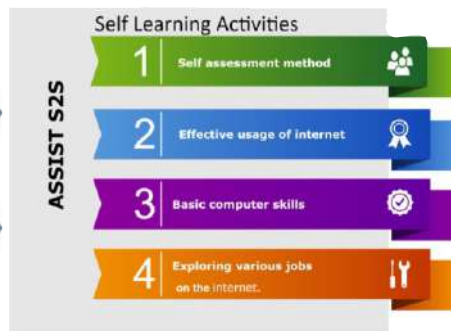 Self Learning Activities
ASSIST S2S
1 Self assessment method
2 Effective usage of internet
3 Basic computer skills
4 Exploring various jobs
on the internet.